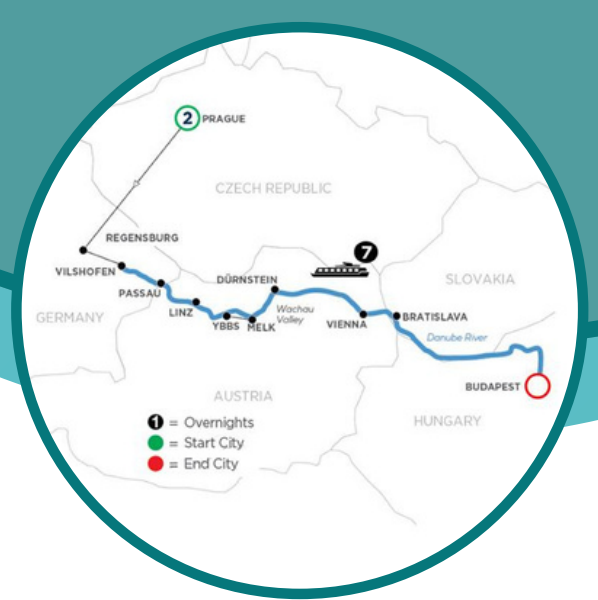 2 PRAGUE
CZECH REPUBLIC
REGENSBURG
7
VILSHOFEN
DÜRNSTEIN
SLOVAKIA
PASSAU
LINZ
Wachau
Valley
GERMANY
YBBS
MELK
VIENNA
BRATISLAVA
Danube River
BUDAPEST
AUSTRIA
HUNGARY
1 = Overnights
= Start City
= End City